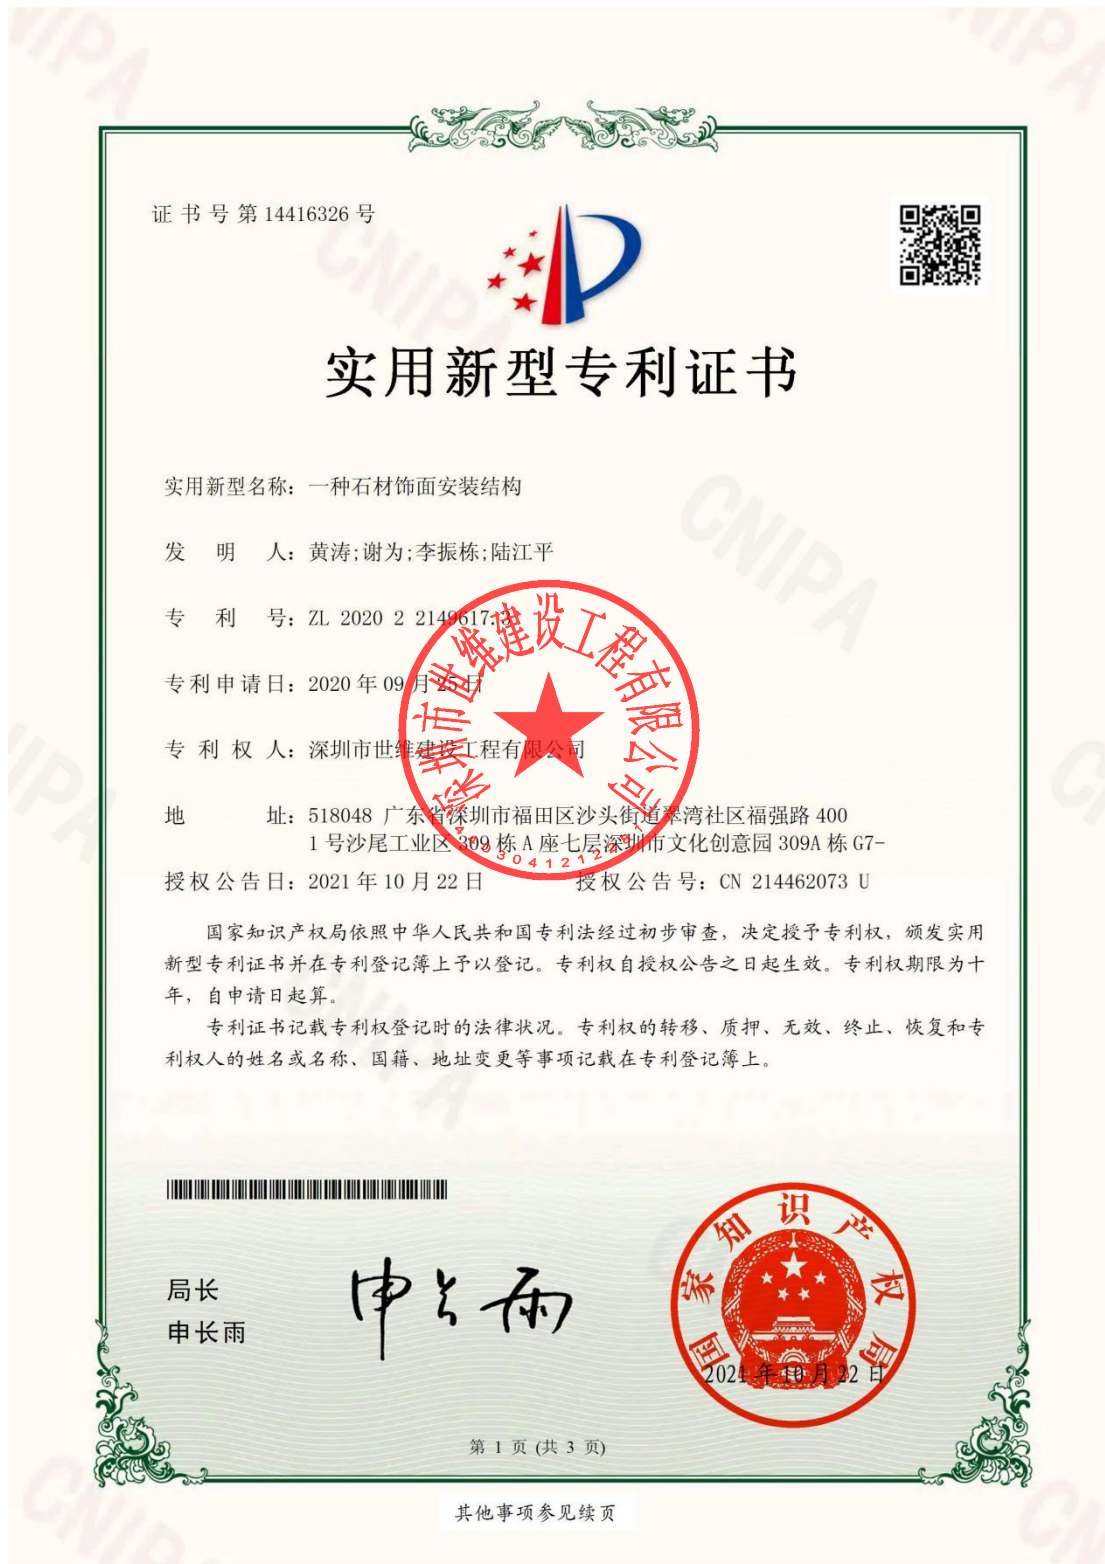 证书号第14416326号
实用新型专利证书
实用新型名称：一种石材饰面安装结构
发明人：黄涛;谢为;李振栋;陆江平
专利号：ZL 2020 2 2149617.3
专利申请日：2020年09月25日
专利权人：深圳市世维建设工程有限公司
地址：518048 广东省深圳市福田区沙头街道翠湾社区福强路400
1号沙尾工业区309栋A座七层深圳市文化创意园309A栋G7-
授权公告日：2021年10月22日 授权公告号：CN 214462073 U
深圳市世维建设工程有限公司
国家知识产权局依照中华人民共和国专利法经过初步审查，决定授予专利权，颁发实用
新型专利证书并在专利登记簿上予以登记。专利权自授权公告之日起生效。专利权期限为十
年，自申请日起算。
专利证书记载专利权登记时的法律状况。专利权的转移、质押、无效、终止、恢复和专
利权人的姓名或名称、国籍、地址变更等事项记载在专利登记簿上。
局长
申长雨
申长雨
国家知识产权局
2021年10月22日
第 1 页 (共 3 页)
其他事项参见续页
CNIPA